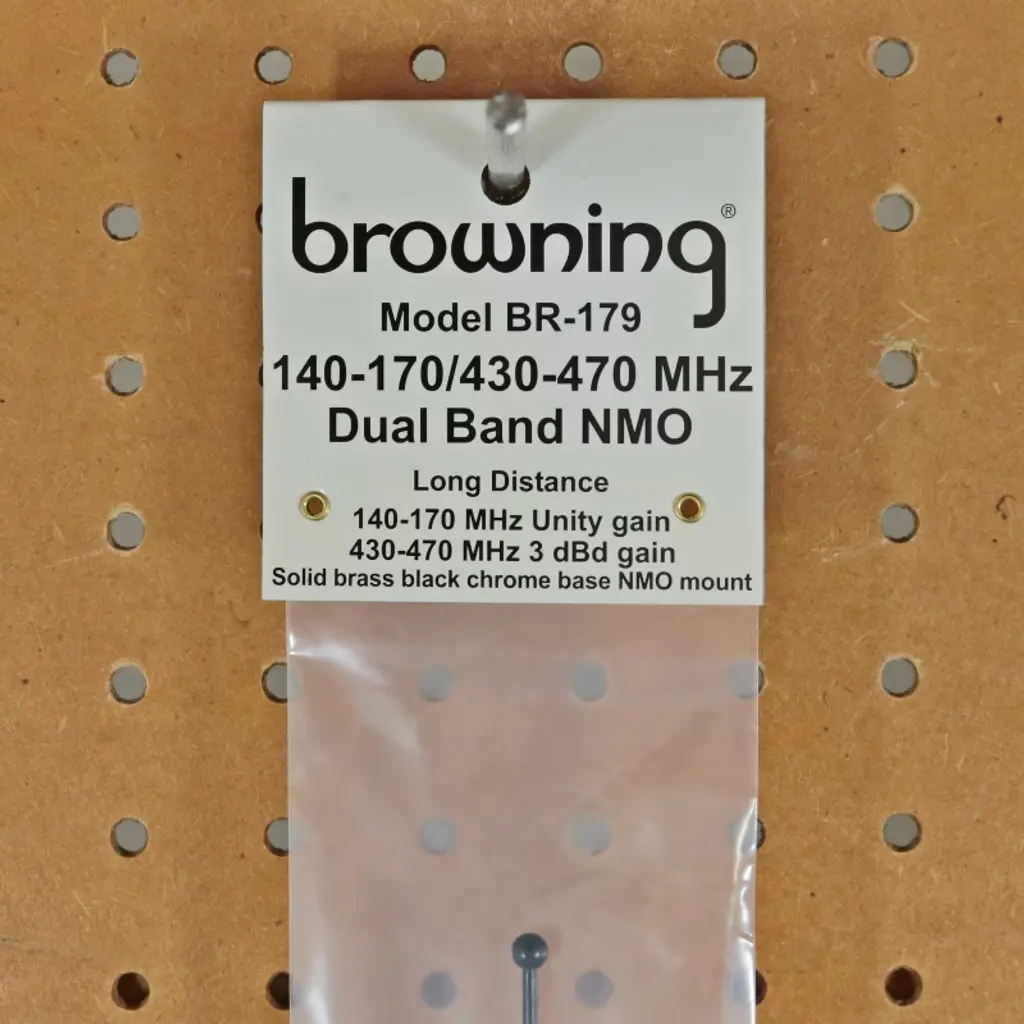 browning®
Model BR-179
140-170/430-470 MHz
Dual Band NMO
Long Distance
140-170 MHz Unity gain
430-470 MHz 3 dBd gain
Solid brass black chrome base NMO mount